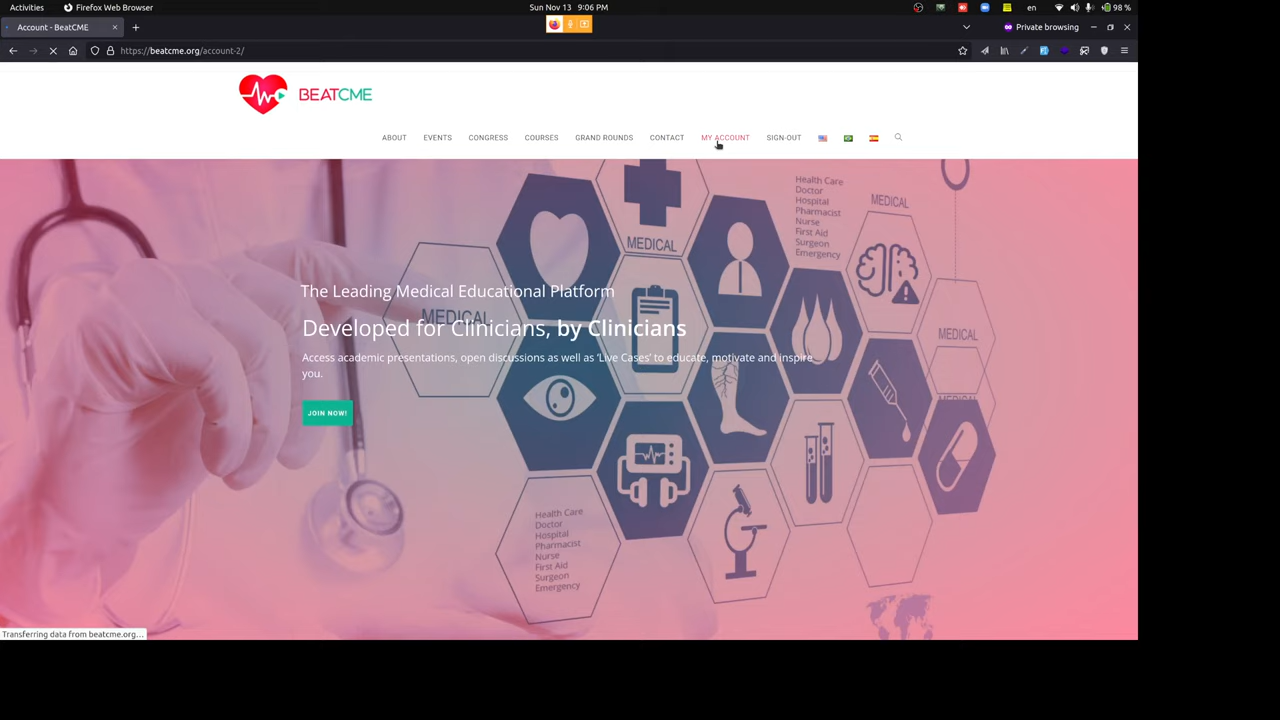 Activities
Firefox Web Browser
Sun Nov 13 9:06 PM
en
98 %
Account - BeatCME
Private browsing
https://beatcme.org/account-2/
BEATCME
ABOUT
EVENTS
CONGRESS
COURSES
GRAND ROUNDS
CONTACT
MY ACCOUNT
SIGN-OUT
Health Care
Doctor
Hospital
Pharmacist
Nurse
First Aid
Surgeon
Emergency
MEDICAL
MEDICAL
The Leading Medical Educational Platform
MEDICAL
Developed for Clinicians, by Clinicians
MEDICAL
Access academic presentations, open discussions as well as 'Live Cases' to educate, motivate and inspire
you.
JOIN NOW!
MEDICAL
Health Care
Doctor
Hospital
Pharmacist
Nurse
First Aid
Surgeon
Emergency
Transferring data from beatcme.org…